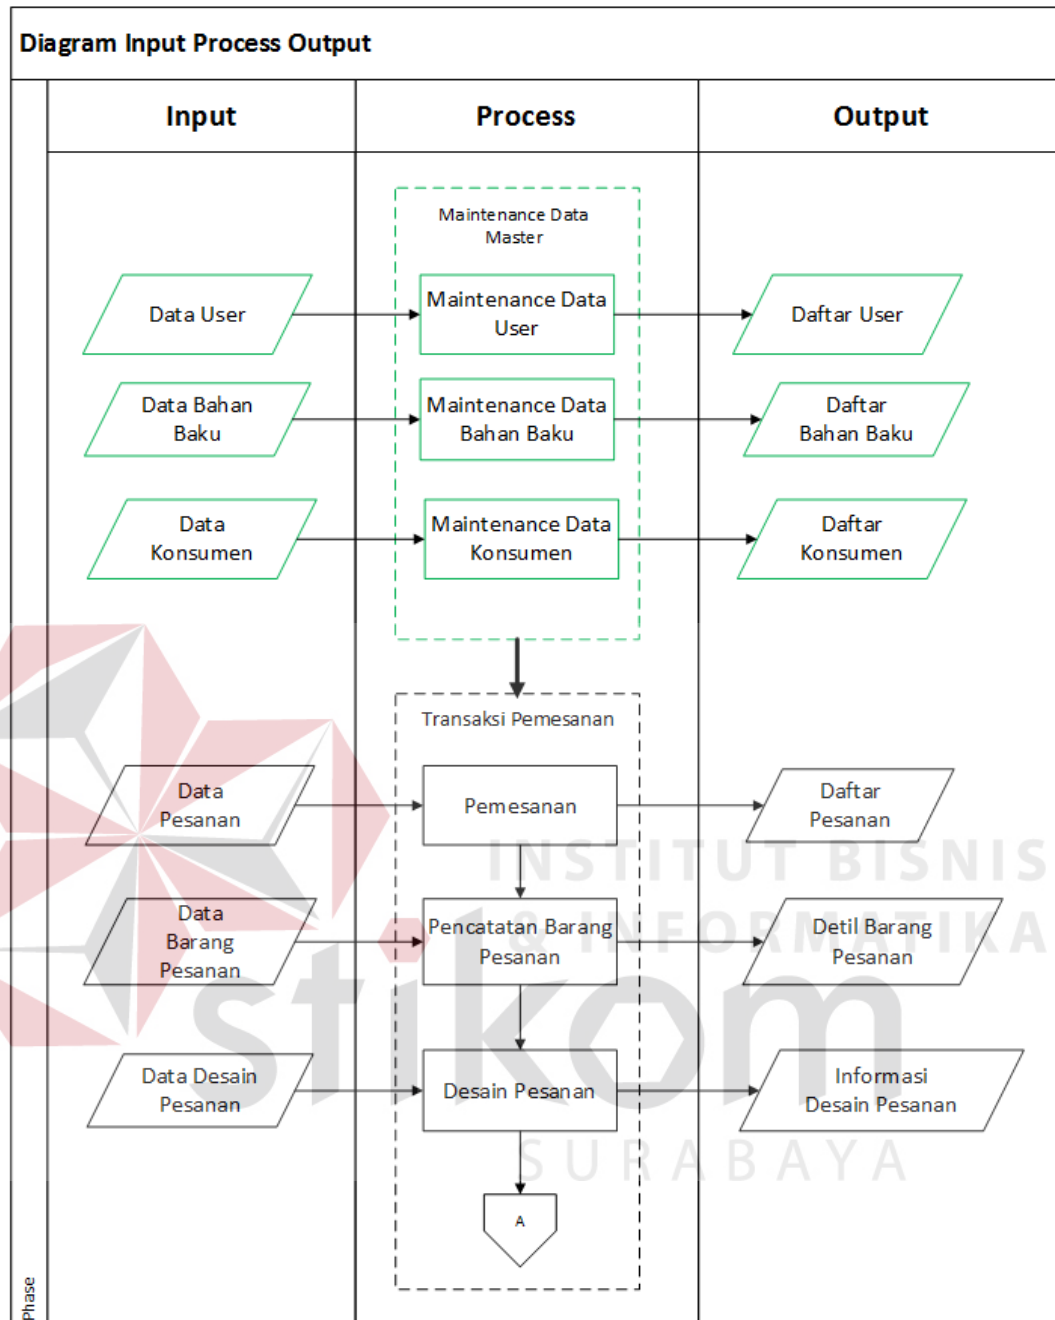 Diagram Input Process Output
Input
Process
Output
Maintenance Data
Master
Data User
Maintenance Data
User
Daftar User
Data Bahan
Baku
Maintenance Data
Bahan Baku
Daftar
Bahan Baku
Data
Konsumen
Maintenance Data
Konsumen
Daftar
Konsumen
Transaksi Pemesanan
Data
Pesanan
Pemesanan
Daftar
Pesanan
INSTITUT BISNIS
& INFORMATIKA
Data
Barang
Pesanan
Pencatatan Barang
Pesanan
Detil Barang
Pesanan
stikom
Data Desain
Pesanan
Desain Pesanan
Informasi
Desain Pesanan
SURABAYA
A
Phase